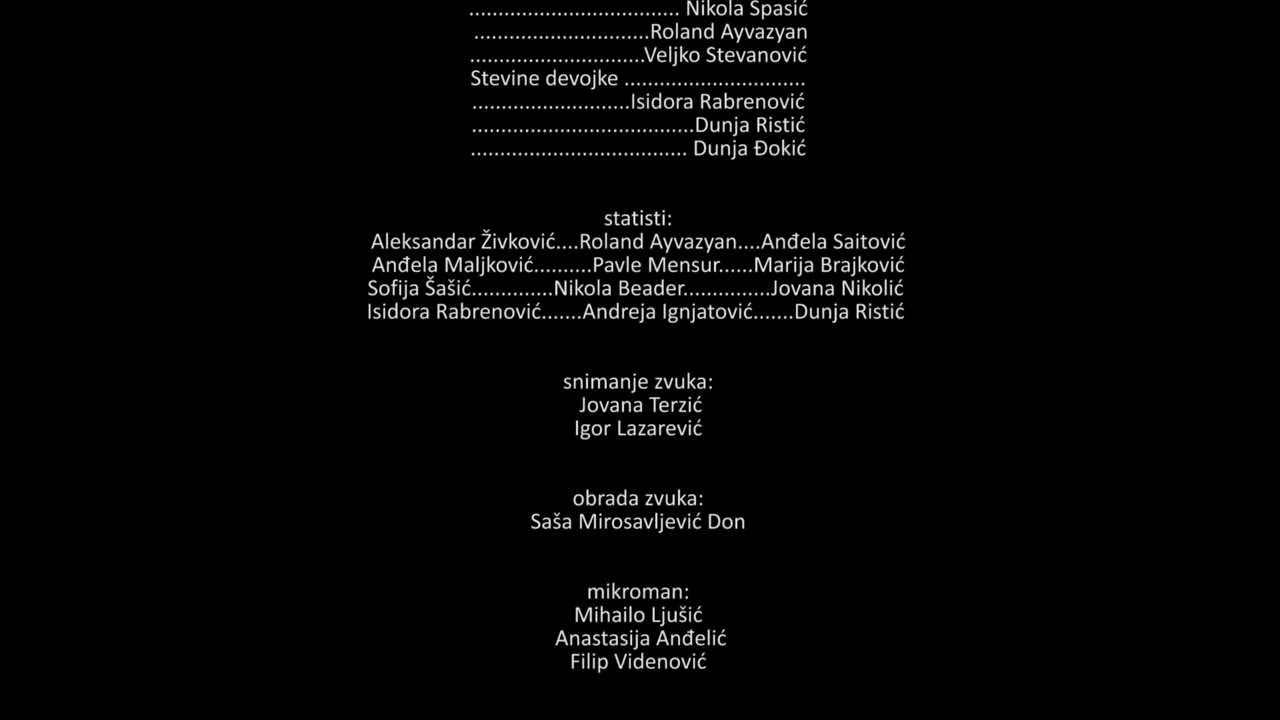 .................................... Nikola Spasić
..............................Roland Ayvazyan
..............................Veljko Stevanović
Stevine devojke ...............................
...........................Isidora Rabrenović
......................................Dunja Ristić
..................................... Dunja Đokić
statisti:
Aleksandar Živković....Roland Ayvazyan....Anđela Saitović
Anđela Maljković..........Pavle Mensur......Marija Brajković
Sofija Šašić..............Nikola Beader...............Jovana Nikolić
Isidora Rabrenović.......Andreja Ignjatović.......Dunja Ristić
snimanje zvuka:
Jovana Terzić
Igor Lazarević
obrada zvuka:
Saša Mirosavljević Don
mikroman:
Mihailo Ljušić
Anastasija Anđelić
Filip Videnović